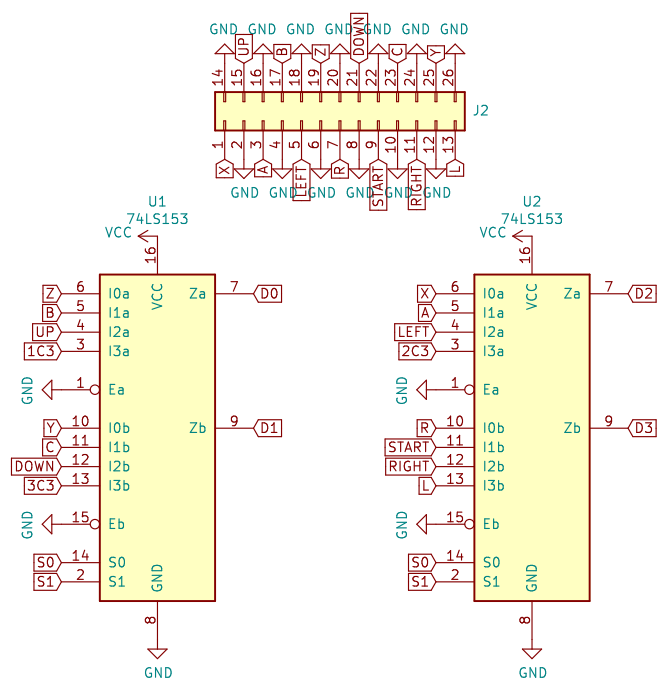 GND GND GND GND GND GND GND
UP B Z DOWN C Y
14 15 16 17 18 19 20 21 22 23 24 25 26
J2
1 2 3 4 5 6 7 8 9 10 11 12 13
X A LEFT R START RIGHT L
GND GND GND GND GND GND
U1
74LS153
VCC
16
VCC
Z 6 I0a Za 7 D0
B 5 I1a
UP 4 I2a
1C3 3 I3a
GND 1 Ea
Y 10 I0b Zb 9 D1
C 11 I1b
DOWN 12 I2b
3C3 13 I3b
GND 15 Eb
S0 14 S0
S1 2 S1
GND
8
GND
U2
74LS153
VCC
16
VCC
X 6 I0a Za 7 D2
A 5 I1a
LEFT 4 I2a
2C3 3 I3a
GND 1 Ea
R 10 I0b Zb 9 D3
START 11 I1b
RIGHT 12 I2b
L 13 I3b
GND 15 Eb
S0 14 S0
S1 2 S1
GND
8
GND